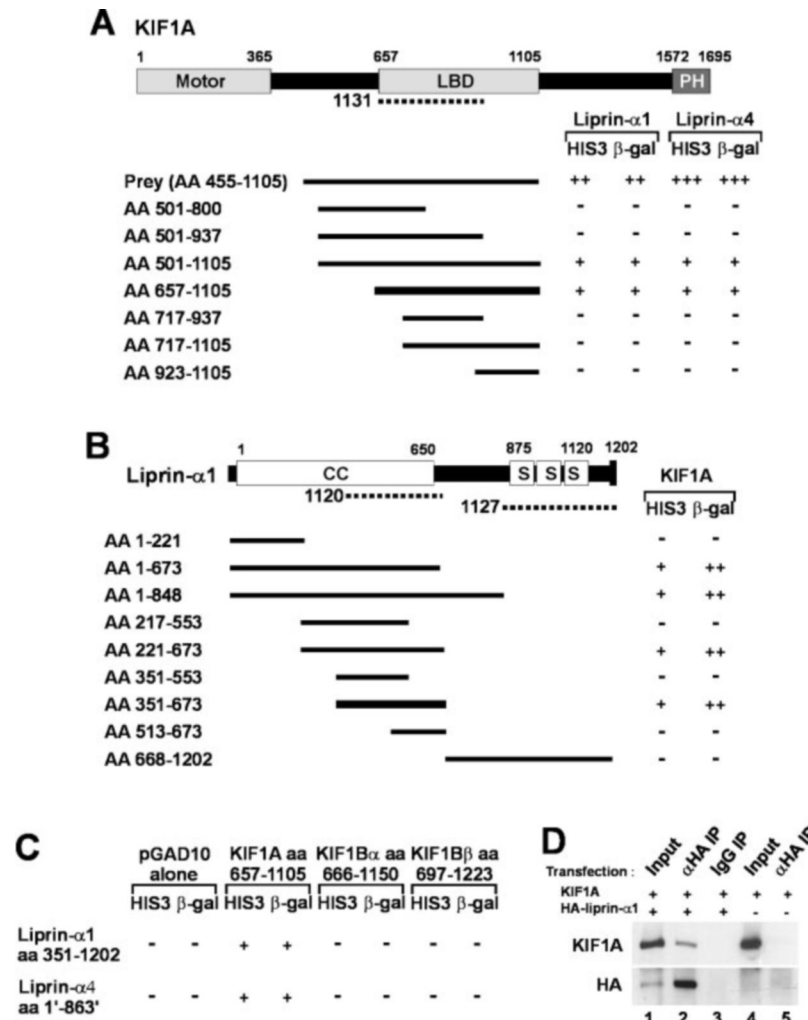 A
KIF1A
1 365 657 1105 1572 1695
Motor LBD PH
1131
Liprin-α1 Liprin-α4
HIS3 β-gal HIS3 β-gal
Prey (AA 455-1105) ++ ++ +++ +++
AA 501-800 - - - -
AA 501-937 - - - -
AA 501-1105 + + + +
AA 657-1105 + + + +
AA 717-937 - - - -
AA 717-1105 - - - -
AA 923-1105 - - - -
B
1 650 875 1120 1202
Liprin-α1 CC S S S
KIF1A
1120
1127
HIS3 β-gal
AA 1-221 - -
AA 1-673 + ++
AA 1-848 + ++
AA 217-553 - -
AA 221-673 + ++
AA 351-553 - -
AA 351-673 + ++
AA 513-673 - -
AA 668-1202 - -
C
pGAD10 alone KIF1A aa 657-1105 KIF1Bα aa 666-1150 KIF1Bβ aa 697-1223
HIS3 β-gal HIS3 β-gal HIS3 β-gal HIS3 β-gal
Liprin-α1
aa 351-1202 - - + + - - - -
Liprin-α4
aa 1'-863' - - + + - - - -
D
Input αHA IP IgG IP Input αHA IP
Transfection :
KIF1A + + + + +
HA-liprin-α1 + + + - -
KIF1A
HA
1 2 3 4 5